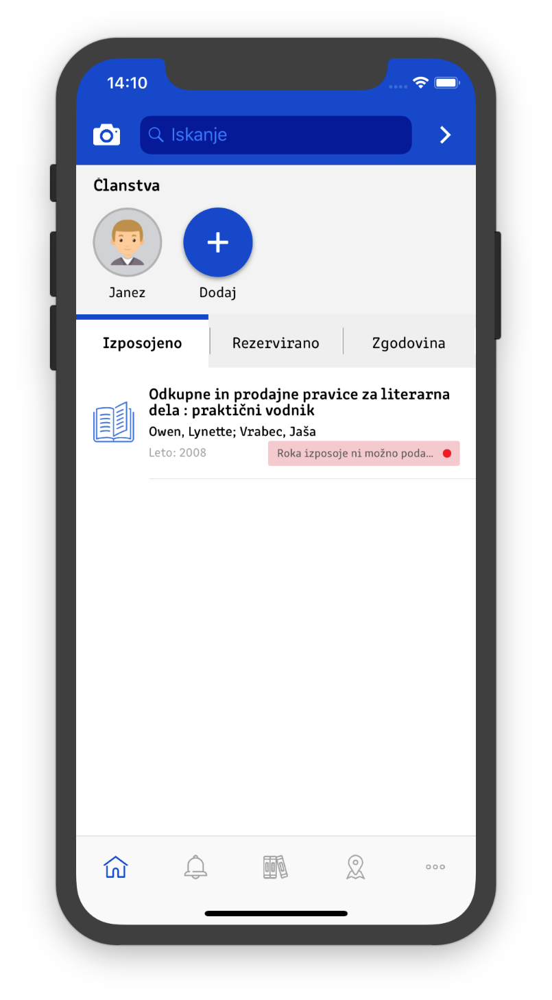 14:10
Iskanje
Članstva
Janez
Dodaj
Izposojeno
Rezervirano
Zgodovina
Odkupne in prodajne pravice za literarna
dela : praktični vodnik
Owen, Lynette; Vrabec, Jaša
Leto: 2008
Roka izposoje ni možno poda...